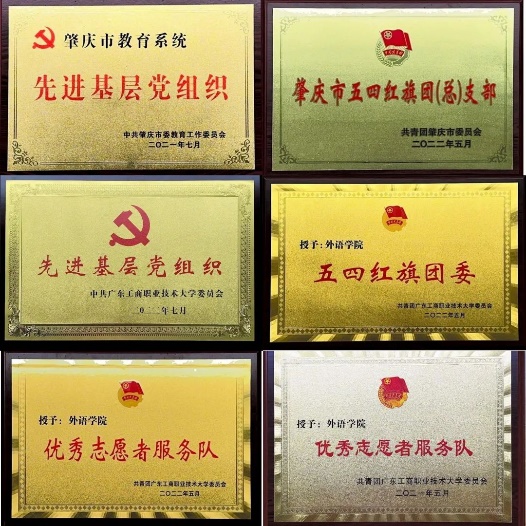 肇庆市教育系统
先进基层党组织
中共肇庆市委教育工作委员会
二〇二一年七月
肇庆市五四红旗团(总)支部
共青团肇庆市委员会
二〇二二年五月
先进基层党组织
中共广东工商职业技术大学委员会
二〇二二年七月
授予：外语学院
五四红旗团委
共青团广东工商职业技术大学委员会
二〇二二年五月
授予：外语学院
优秀志愿者服务队
共青团广东工商职业技术大学委员会
二〇二二年五月
授予：外语学院
优秀志愿者服务队
共青团广东工商职业技术大学委员会
二〇二一年五月